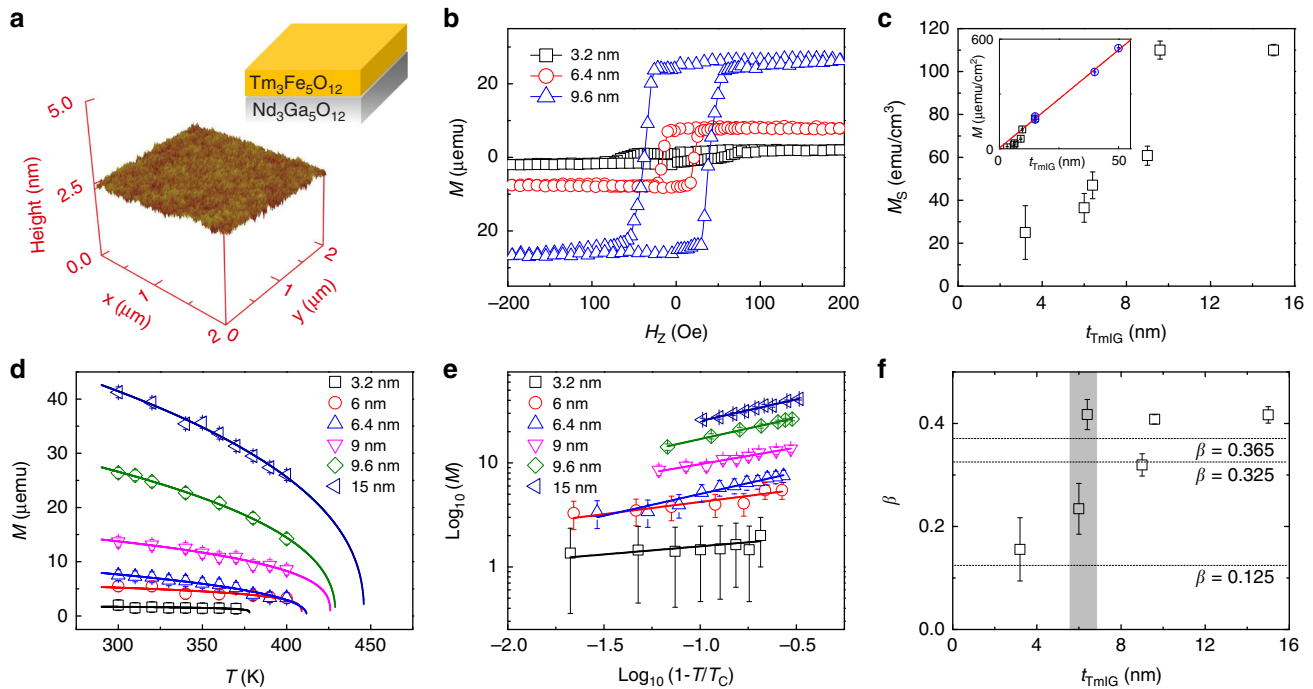 a
Tm3Fe5O12
Nd3Ga5O12
5.0
2.5
0.0
Height (nm)
x (μm)
1
2
0
1
2
y (μm)
b
3.2 nm
6.4 nm
9.6 nm
20
0
20
M (μemu)
−200
−100
0
100
200
HZ (Oe)
c
120
100
80
60
40
20
0
MS (emu/cm3)
600
0
M (μemu/cm2)
0
50
tTmIG (nm)
0
4
8
12
16
tTmIG (nm)
d
3.2 nm
6 nm
6.4 nm
9 nm
9.6 nm
15 nm
40
30
20
10
0
M (μemu)
300
350
400
450
T (K)
e
3.2 nm
6 nm
6.4 nm
9 nm
9.6 nm
15 nm
10
1
Log10 (M)
−2.0
−1.5
−1.0
−0.5
Log10 (1-T/TC)
f
0.4
0.2
0.0
β
β = 0.365
β = 0.325
β = 0.125
0
4
8
12
16
tTmIG (nm)